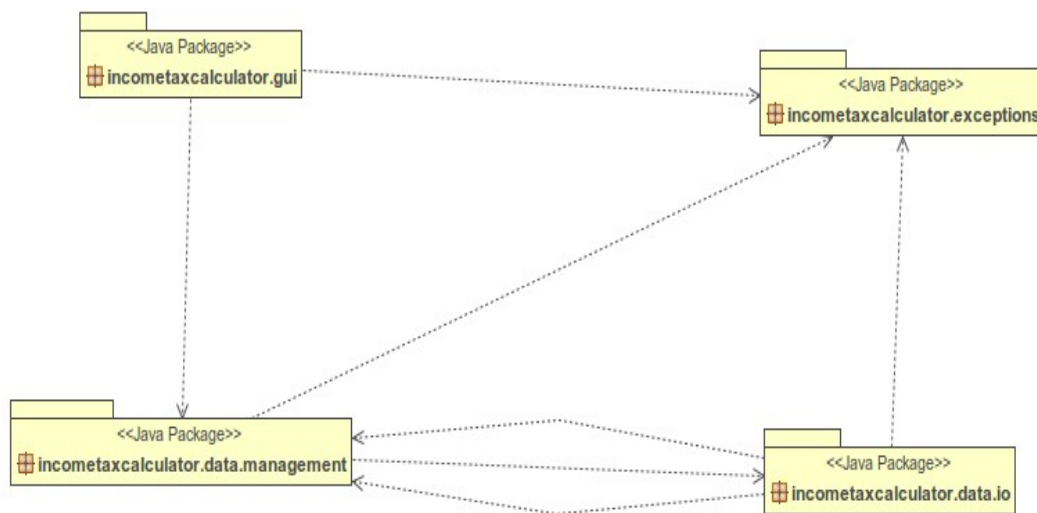 <<Java Package>>
incometaxcalculator.gui
<<Java Package>>
incometaxcalculator.exceptions
<<Java Package>>
incometaxcalculator.data.management
<<Java Package>>
incometaxcalculator.data.io